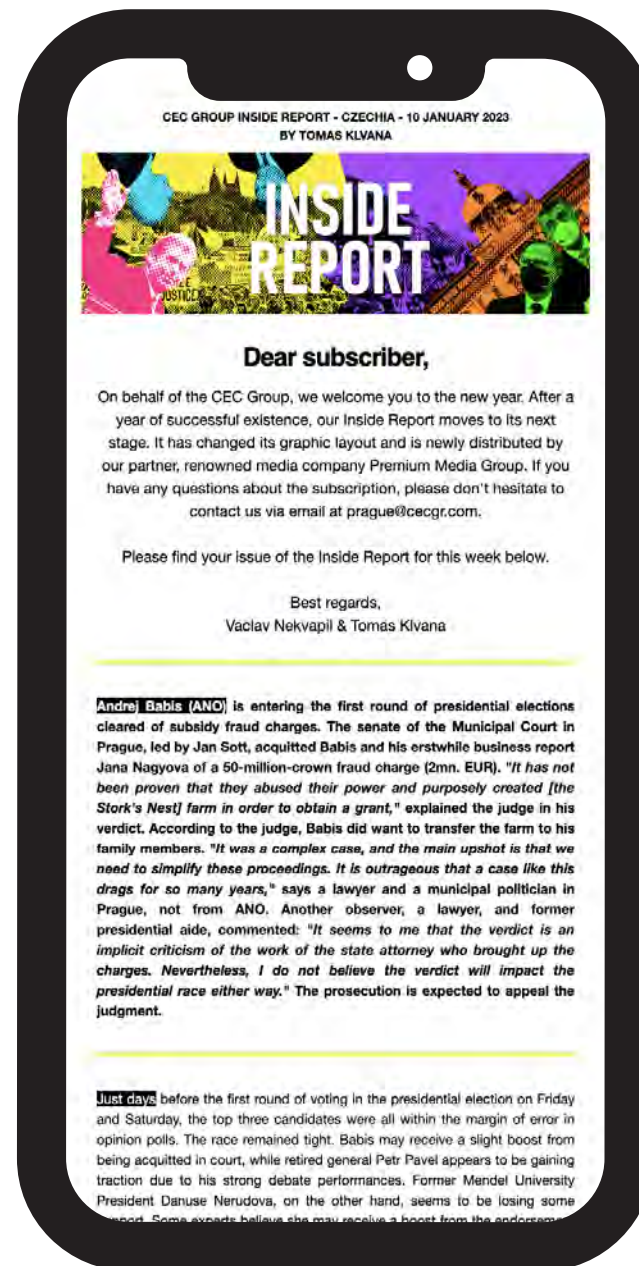 CEC GROUP INSIDE REPORT - CZECHIA - 10 JANUARY 2023
BY TOMAS KLVANA
INSIDE
REPORT
JUSTICE
Dear subscriber,
On behalf of the CEC Group, we welcome you to the new year. After a
year of successful existence, our Inside Report moves to its next
stage. It has changed its graphic layout and is newly distributed by
our partner, renowned media company Premium Media Group. If you
have any questions about the subscription, please don't hesitate to
contact us via email at prague@cecgr.com.
Please find your issue of the Inside Report for this week below.
Best regards,
Vaclav Nekvapil & Tomas Klvana
Andrej Babis (ANO) is entering the first round of presidential elections
cleared of subsidy fraud charges. The senate of the Municipal Court in
Prague, led by Jan Sott, acquitted Babis and his erstwhile business report
Jana Nagyova of a 50-million-crown fraud charge (2mn. EUR). "It has not
been proven that they abused their power and purposely created [the
Stork's Nest] farm in order to obtain a grant," explained the judge in his
verdict. According to the judge, Babis did want to transfer the farm to his
family members. "It was a complex case, and the main upshot is that we
need to simplify these proceedings. It is outrageous that a case like this
drags for so many years," says a lawyer and a municipal politician in
Prague, not from ANO. Another observer, a lawyer, and former
presidential aide, commented: "It seems to me that the verdict is an
implicit criticism of the work of the state attorney who brought up the
charges. Nevertheless, I do not believe the verdict will impact the
presidential race either way." The prosecution is expected to appeal the
judgment.
Just days before the first round of voting in the presidential election on Friday
and Saturday, the top three candidates were all within the margin of error in
opinion polls. The race remained tight. Babis may receive a slight boost from
being acquitted in court, while retired general Petr Pavel appears to be gaining
traction due to his strong debate performances. Former Mendel University
President Danuse Nerudova, on the other hand, seems to be losing some
Some experts believe she may receive a boost from the